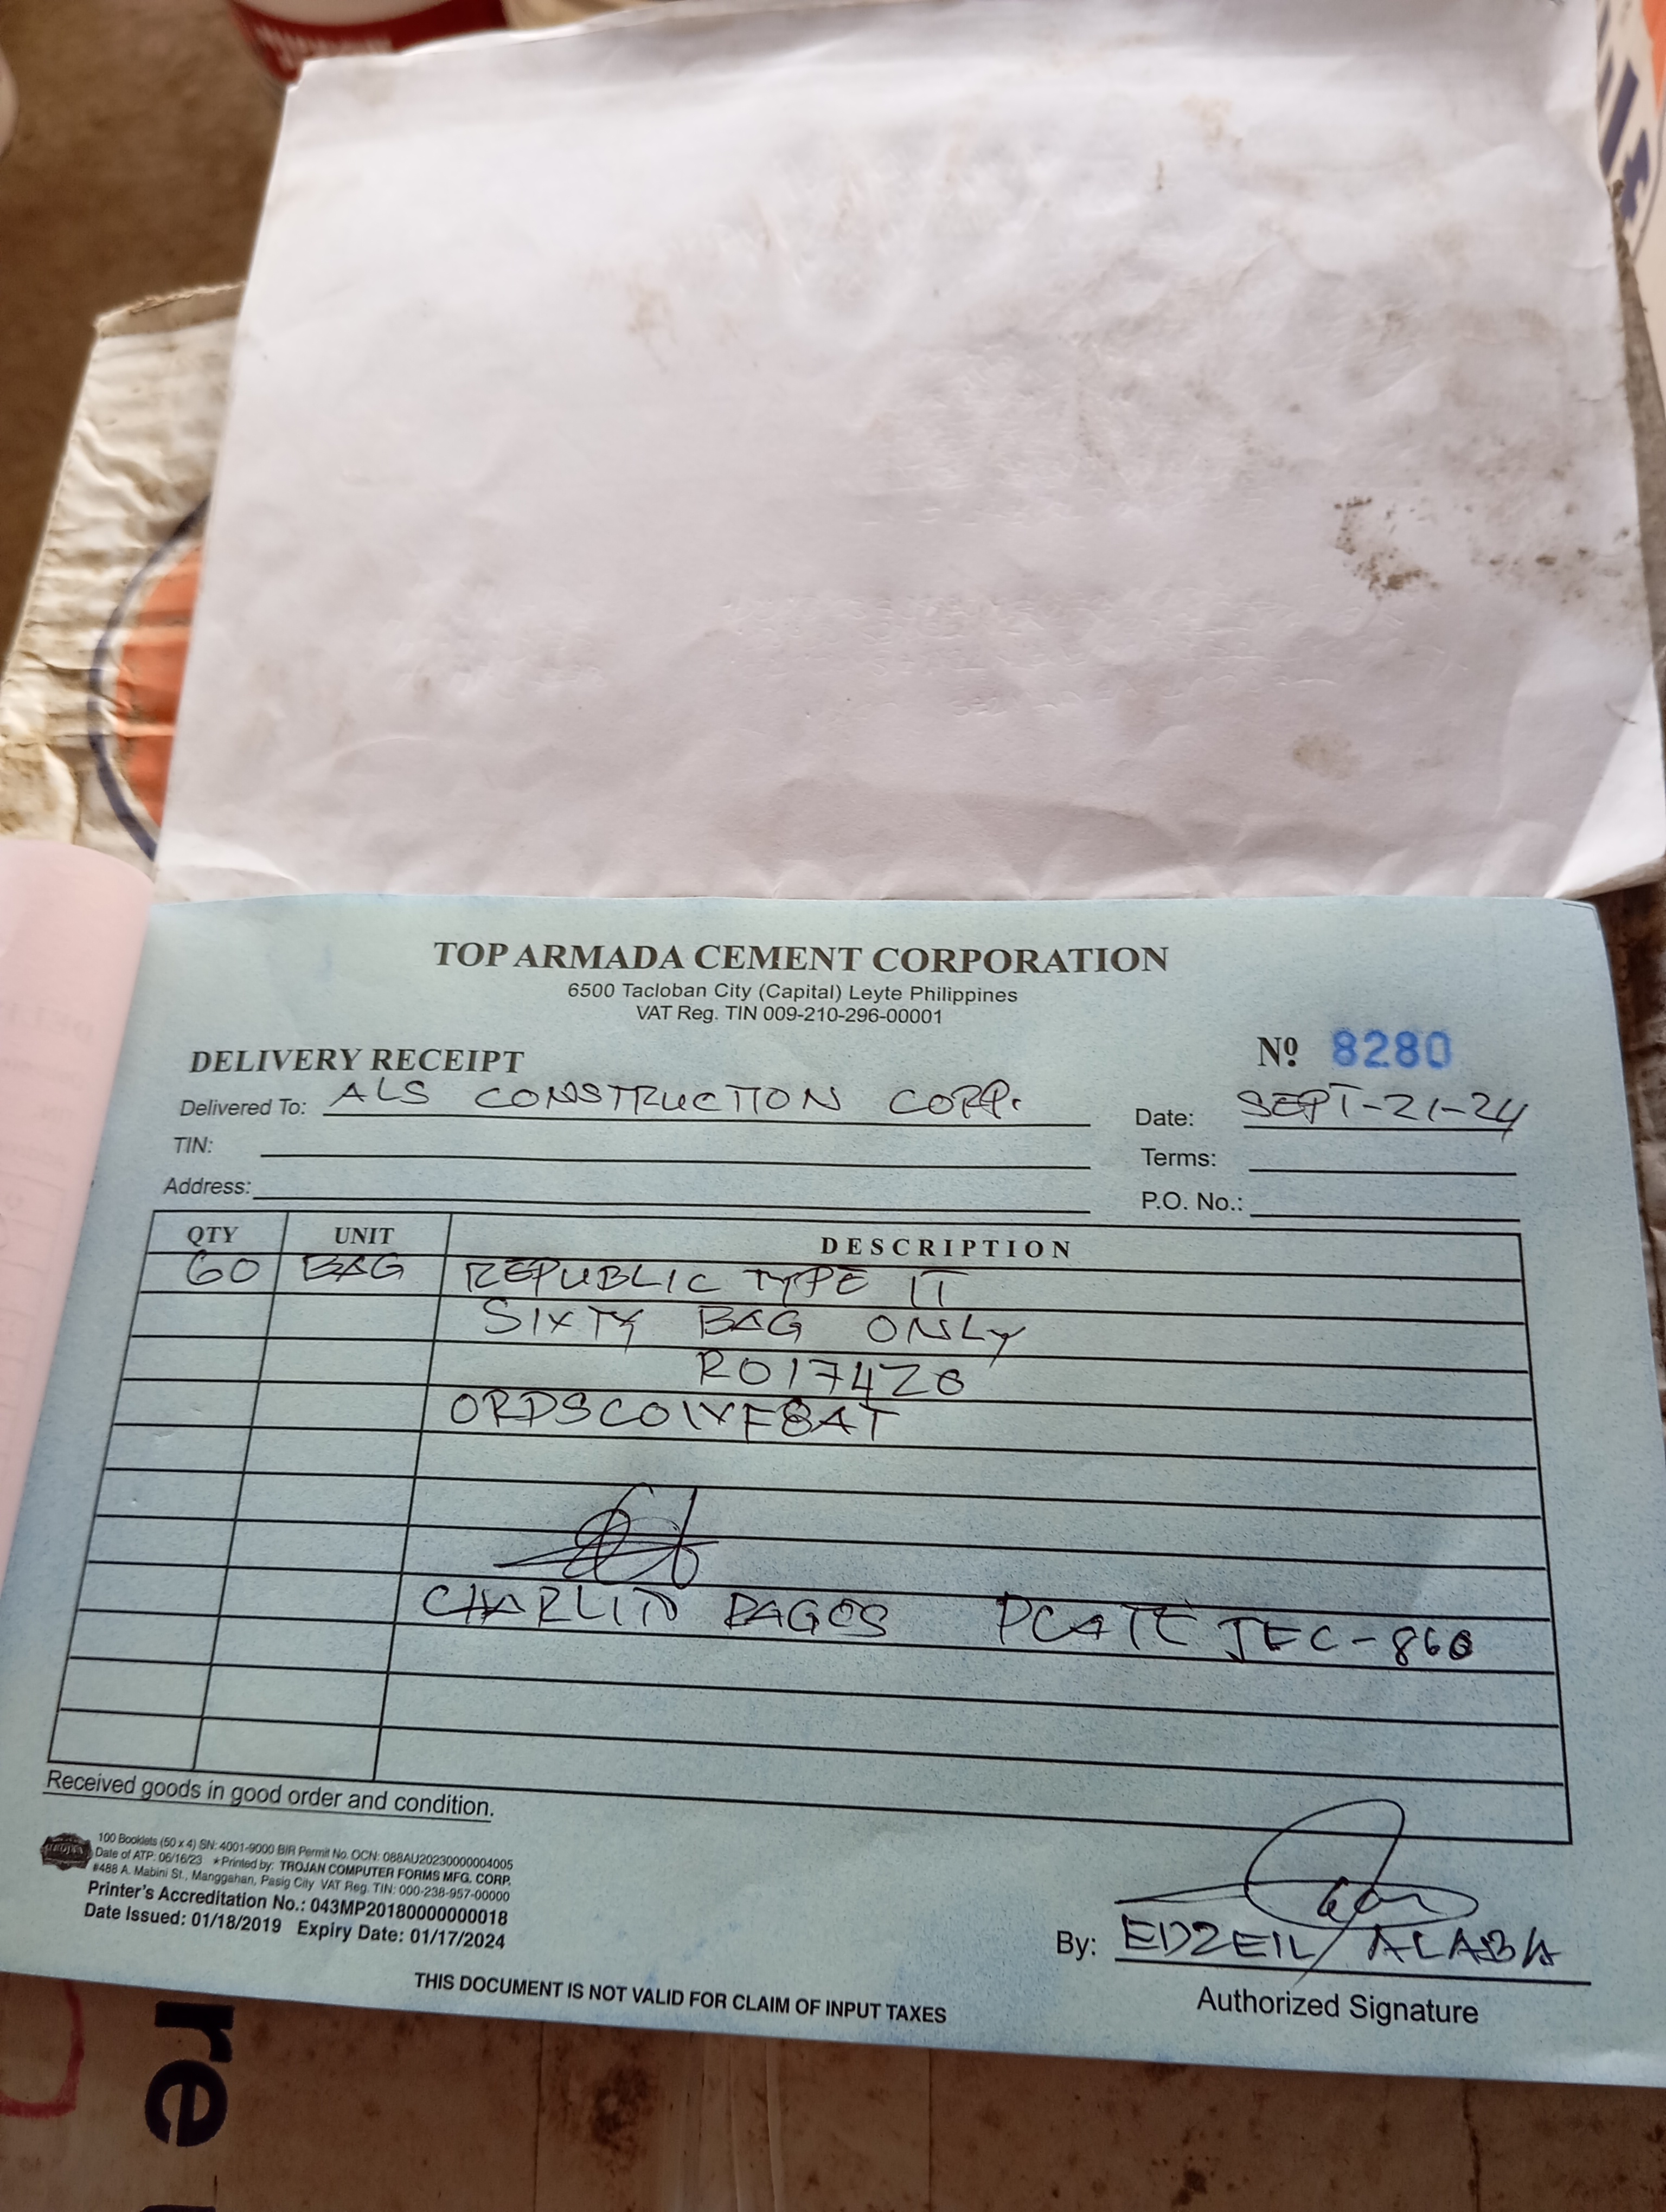 TOP ARMADA CEMENT CORPORATION
6500 Tacloban City (Capital) Leyte Philippines
VAT Reg. TIN 009-210-296-00001
DELIVERY RECEIPT
Nº 8280
Delivered To: ALS CONSTRUCTION CORP.
Date: SEPT-21-24
TIN:
Terms:
Address:
P.O. No.:
QTY UNIT DESCRIPTION
60 BAG REPUBLIC TYPE IT
SIXTY BAG ONLY
RO174Z6
ORDSCO1YF8AT
CHARLITO BAGOS PLATE JEC-860
Received goods in good order and condition.
100 Booklets (50 x 4) SN: 4001-9000 BIR Permit No. OCN: 088AU20230000004005
Date of ATP: 06/16/23 *Printed by: TROJAN COMPUTER FORMS MFG. CORP.
#488 A. Mabini St., Manggahan, Pasig City VAT Reg. TIN: 000-238-957-00000
Printer's Accreditation No.: 043MP20180000000018
Date Issued: 01/18/2019 Expiry Date: 01/17/2024
By: EDZEIL ALABA
Authorized Signature
THIS DOCUMENT IS NOT VALID FOR CLAIM OF INPUT TAXES
re